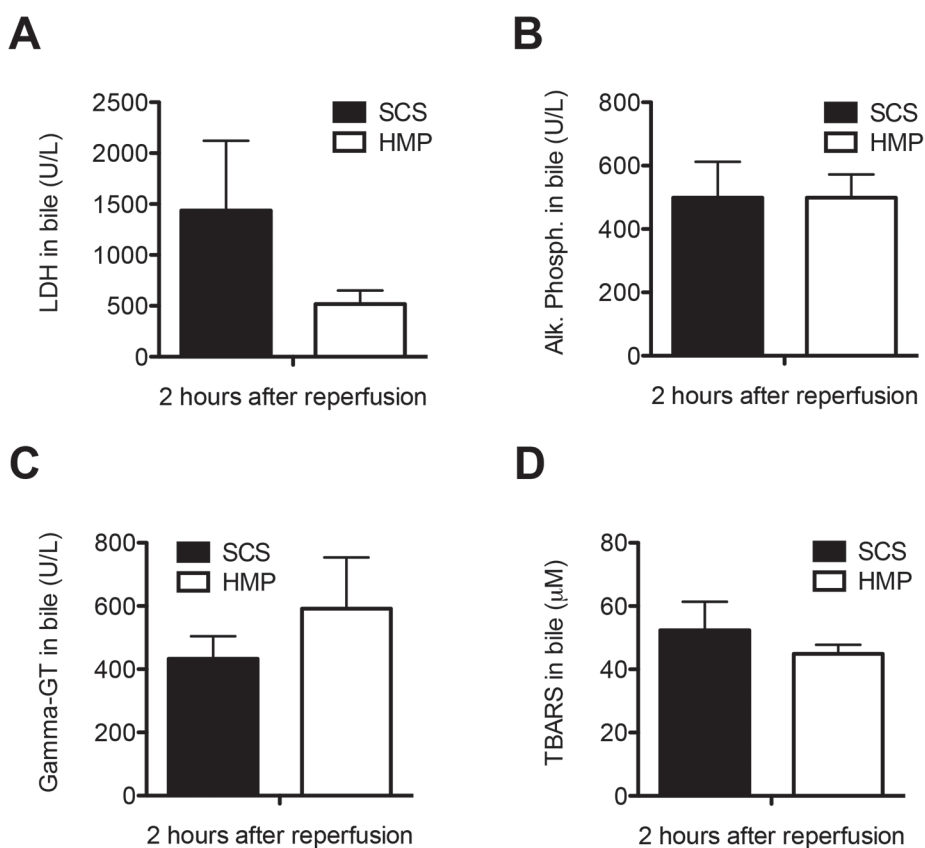 A
LDH in bile (U/L)
2500
2000
1500
1000
500
0
SCS
HMP
2 hours after reperfusion
B
Alk. Phosph. in bile (U/L)
800
600
400
200
0
SCS
HMP
2 hours after reperfusion
C
Gamma-GT in bile (U/L)
800
600
400
200
0
SCS
HMP
2 hours after reperfusion
D
TBARS in bile (μM)
80
60
40
20
0
SCS
HMP
2 hours after reperfusion